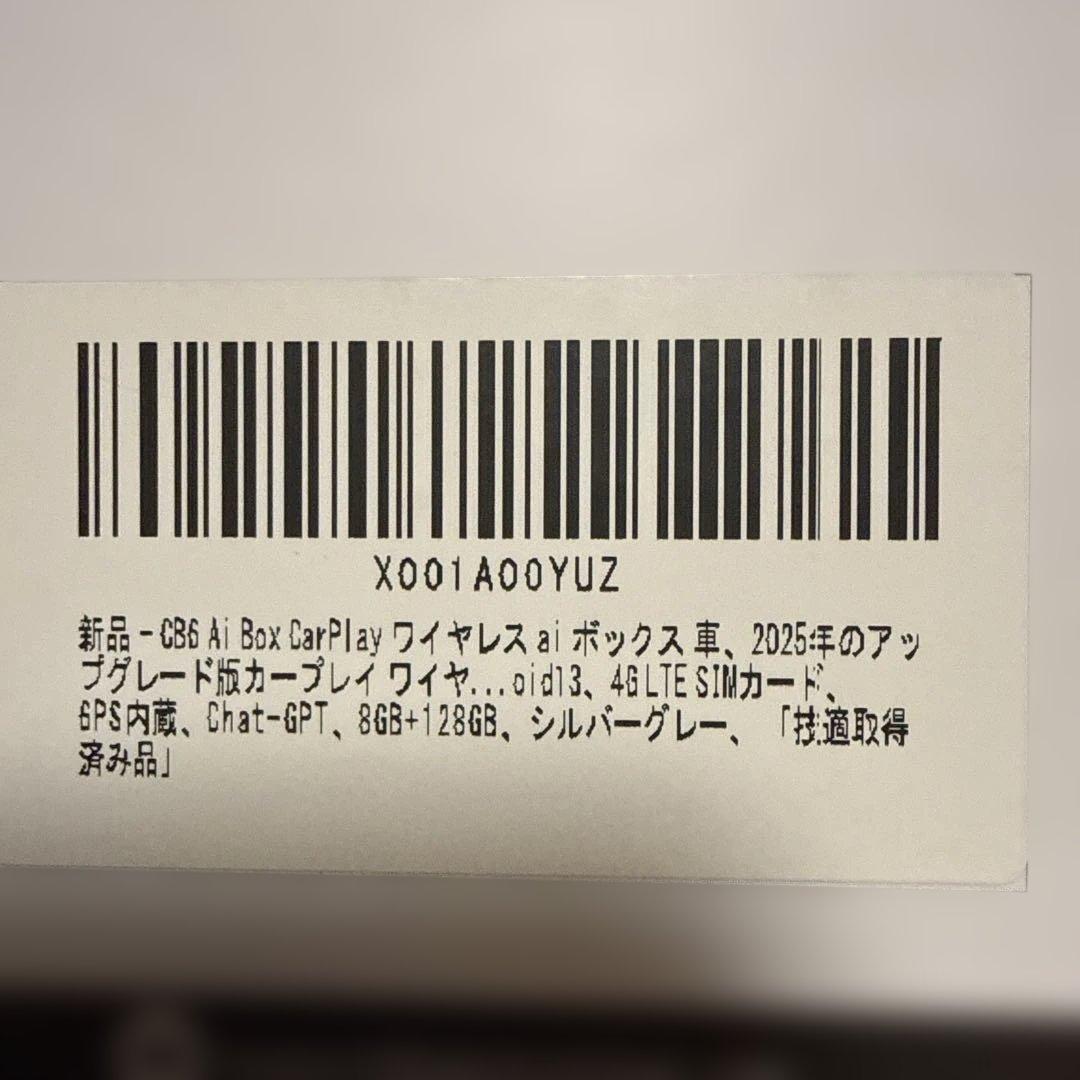 X001A00YUZ
新品 - CB6 Ai Box CarPlay ワイヤレス ai ボックス 車、2025年のアッ
プグレード版カープレイ ワイヤ...oid13、4G LTE SIMカード、
GPS内蔵、Chat-GPT、8GB+128GB、シルバーグレー、「技適取得
済み品」